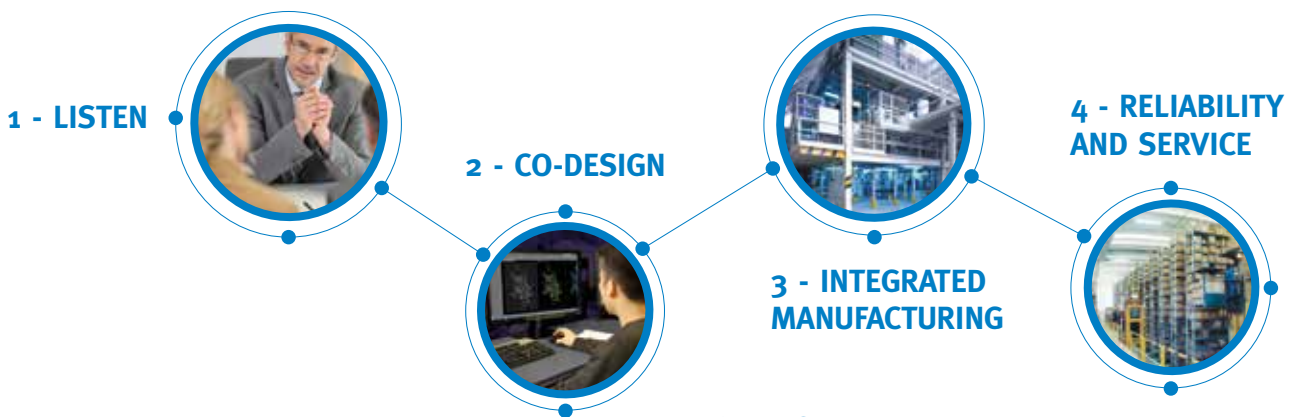 1 - LISTEN
2 - CO-DESIGN
3 - INTEGRATED
MANUFACTURING
4 - RELIABILITY
AND SERVICE